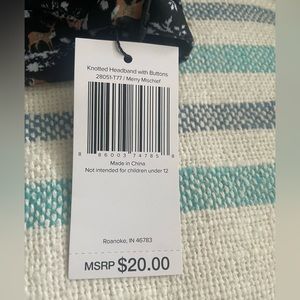 Knotted Headband with Buttons
28051-T77 / Merry Mischief
8 86003 74785 8
Made in China
Not intended for children under 12
Roanoke, IN 46783
MSRP $20.00